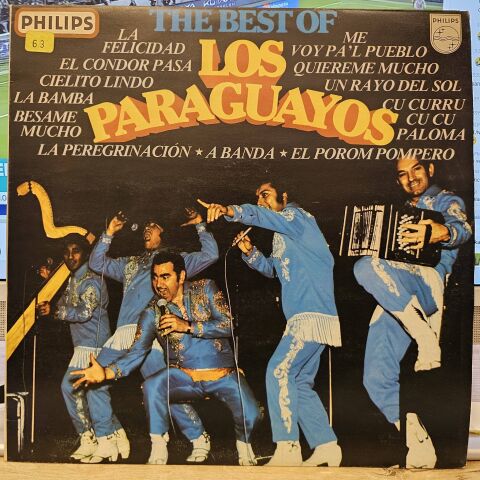 PHILIPS
63
THE BEST OF
LOS
PARAGUAYOS
PHILIPS
LA
FELICIDAD
EL CONDOR PASA
CIELITO LINDO
LA BAMBA
BESAME
MUCHO
ME
VOY PA'L PUEBLO
QUIEREME MUCHO
UN RAYO DEL SOL
CU CURRU
CU CU
PALOMA
LA PEREGRINACIÓN ★ A BANDA ★ EL POROM POMPERO